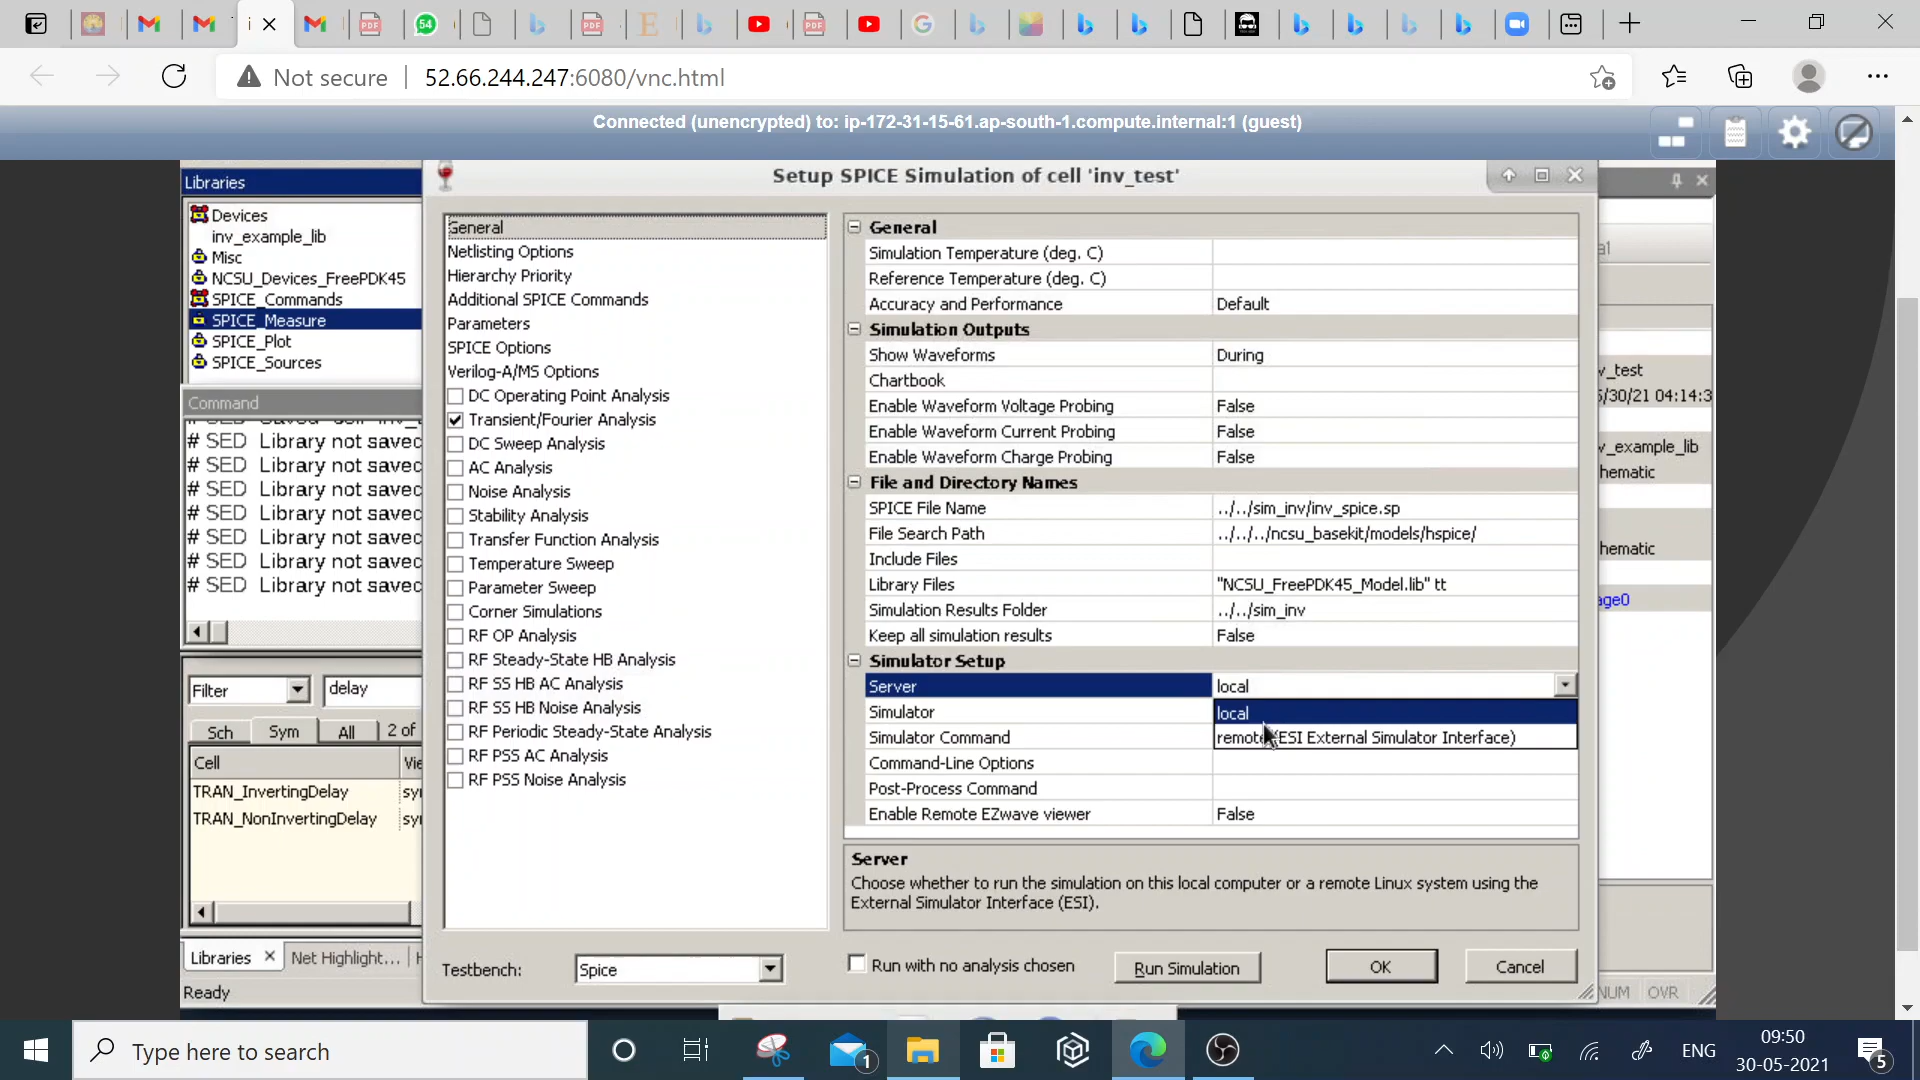 54
Not secure
52.66.244.247:6080/vnc.html
Connected (unencrypted) to: ip-172-31-15-61.ap-south-1.compute.internal:1 (guest)
Libraries
Devices
inv_example_lib
Misc
NCSU_Devices_FreePDK45
SPICE_Commands
SPICE_Measure
SPICE_Plot
SPICE_Sources
Command
# SED Library not saved
# SED Library not saved
# SED Library not saved
# SED Library not saved
# SED Library not saved
# SED Library not saved
# SED Library not saved
Filter
delay
Sch
Sym
All
2 of
Cell
TRAN_InvertingDelay
TRAN_NonInvertingDelay
Libraries
Net Highlight...
Ready
Setup SPICE Simulation of cell 'inv_test'
General
Netlisting Options
Hierarchy Priority
Additional SPICE Commands
Parameters
SPICE Options
Verilog-A/MS Options
DC Operating Point Analysis
Transient/Fourier Analysis
DC Sweep Analysis
AC Analysis
Noise Analysis
Stability Analysis
Transfer Function Analysis
Temperature Sweep
Parameter Sweep
Corner Simulations
RF OP Analysis
RF Steady-State HB Analysis
RF SS HB AC Analysis
RF SS HB Noise Analysis
RF Periodic Steady-State Analysis
RF PSS AC Analysis
RF PSS Noise Analysis
General
Simulation Temperature (deg. C)
Reference Temperature (deg. C)
Accuracy and Performance Default
Simulation Outputs
Show Waveforms During
Chartbook
Enable Waveform Voltage Probing False
Enable Waveform Current Probing False
Enable Waveform Charge Probing False
File and Directory Names
SPICE File Name ../../sim_inv/inv_spice.sp
File Search Path ../../../ncsu_basekit/models/hspice/
Include Files
Library Files "NCSU_FreePDK45_Model.lib" tt
Simulation Results Folder ../../sim_inv
Keep all simulation results False
Simulator Setup
Server local
Simulator local
Simulator Command remote (ESI External Simulator Interface)
Command-Line Options
Post-Process Command
Enable Remote EZwave viewer False
Server
Choose whether to run the simulation on this local computer or a remote Linux system using the
External Simulator Interface (ESI).
Testbench:
Spice
Run with no analysis chosen
Run Simulation
OK
Cancel
v_test
/30/21 04:14:3
v_example_lib
hematic
hematic
age0
NUM
OVR
Type here to search
1
ENG
09:50
30-05-2021
5